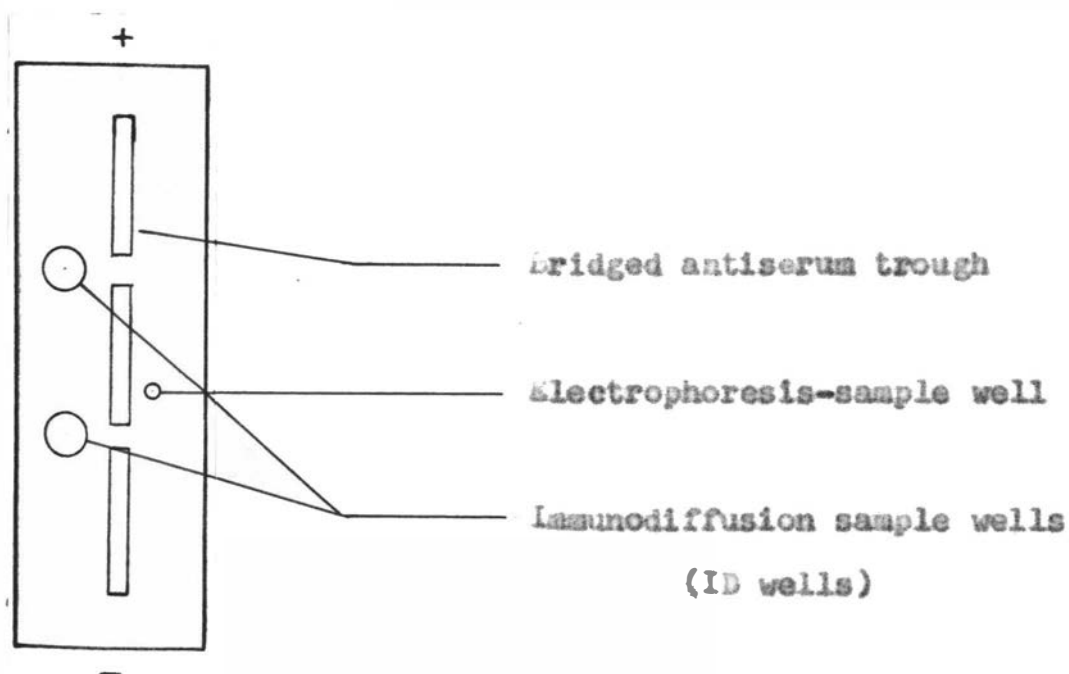 +
Bridged antiserum trough
Electrophoresis-sample well
Immunodiffusion sample wells
(ID wells)
-